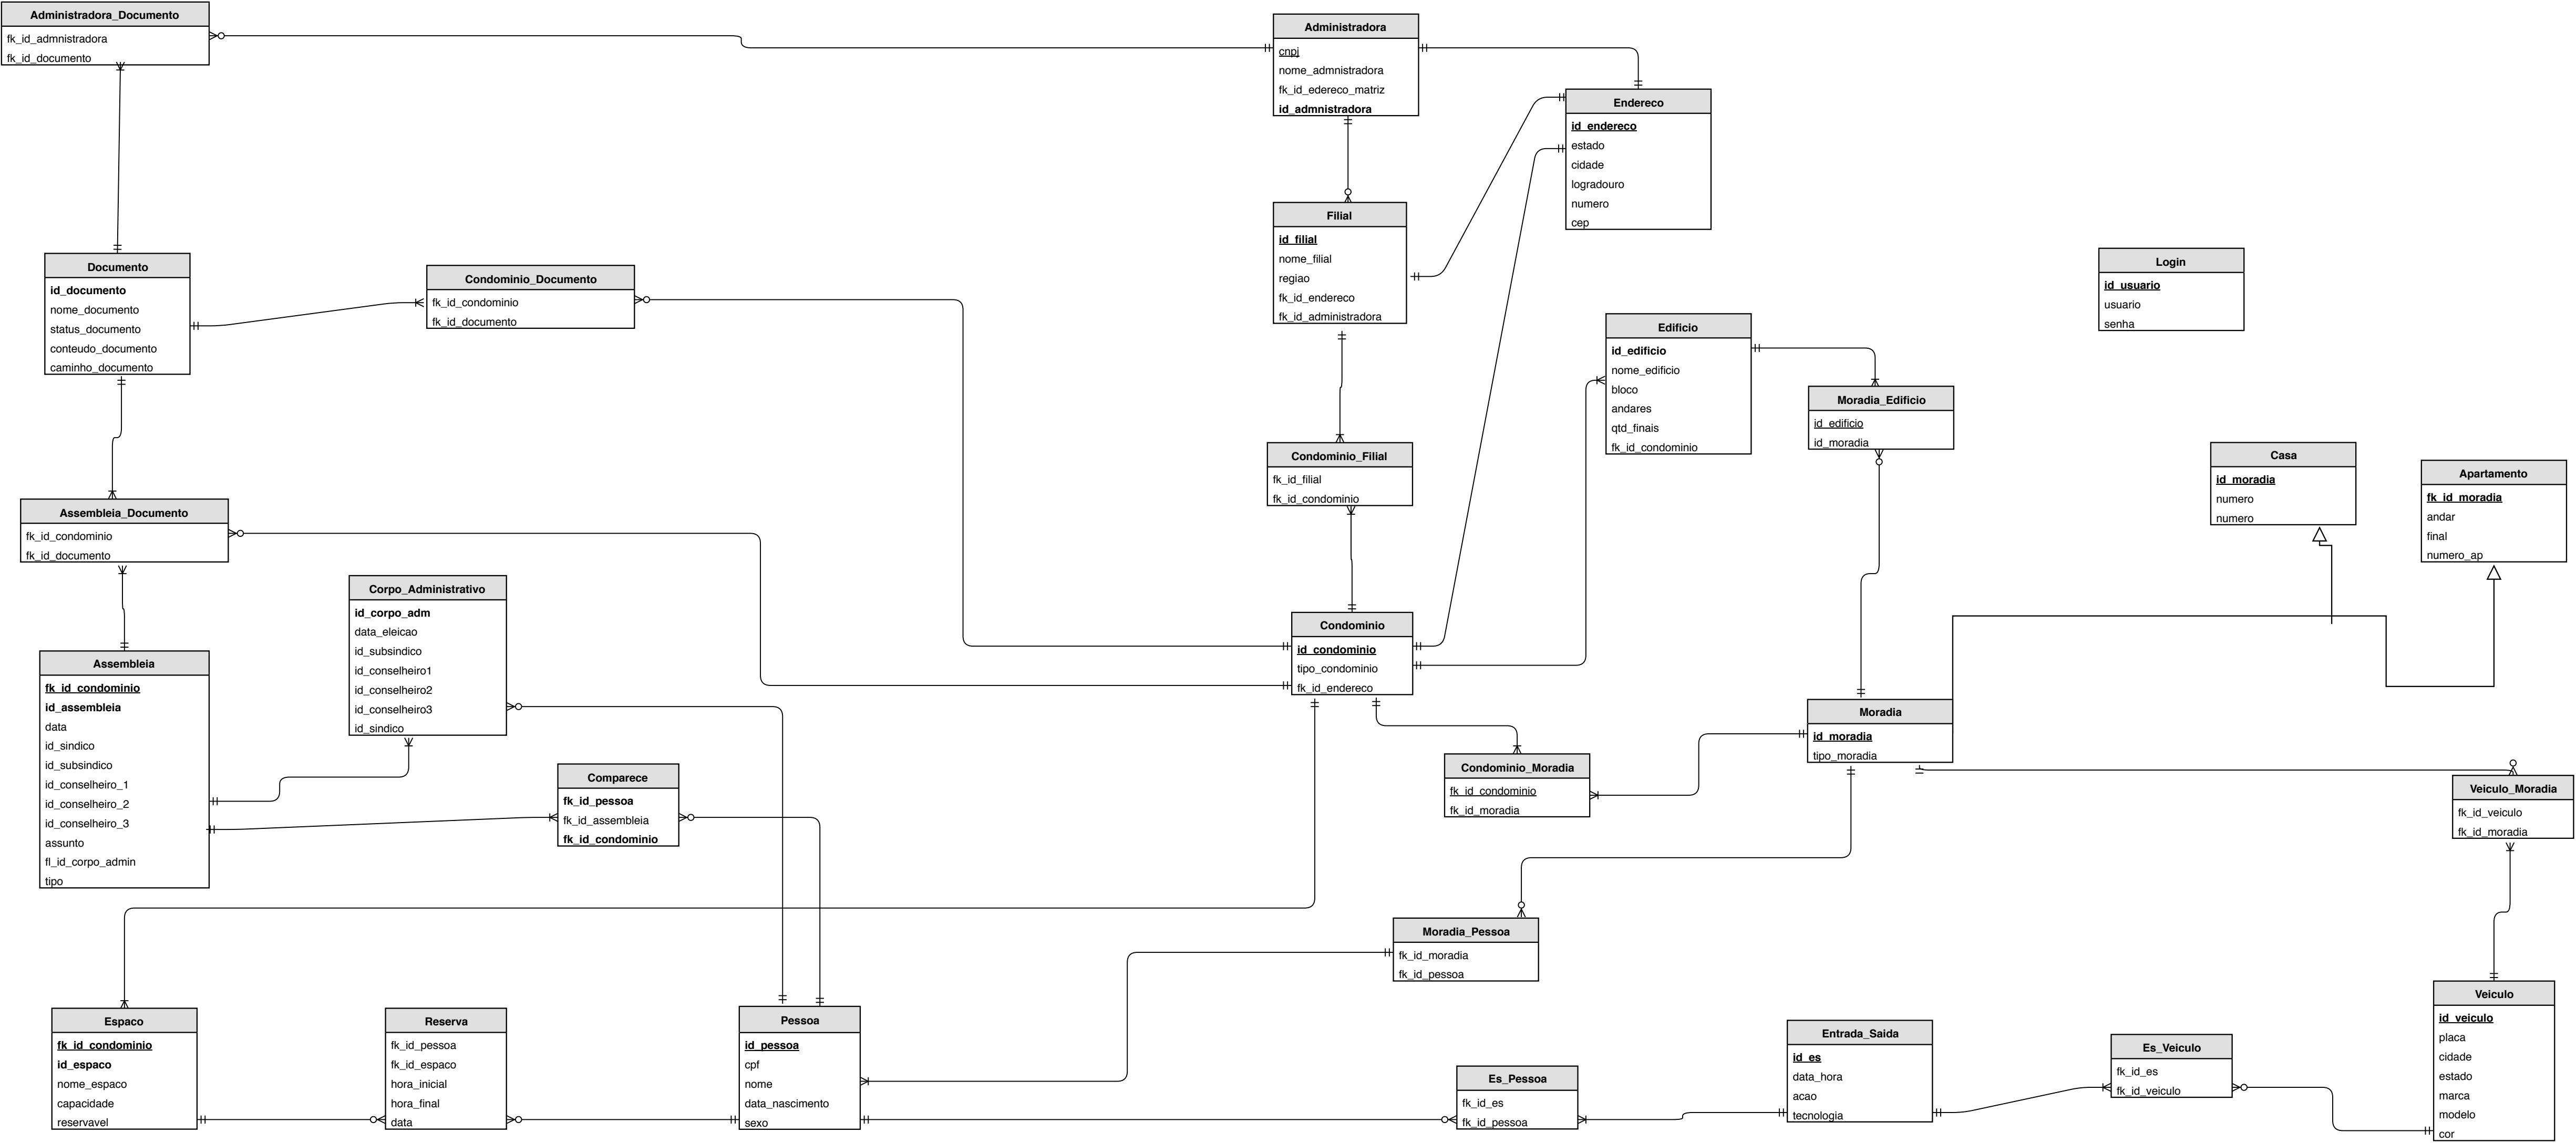 Administradora_Documento
fk_id_admnistradora
fk_id_documento
Administradora
cnpj
nome_admnistradora
fk_id_edereco_matriz
id_admnistradora
Endereco
id_endereco
estado
cidade
logradouro
numero
cep
Filial
id_filial
nome_filial
regiao
fk_id_endereco
fk_id_administradora
Documento
id_documento
nome_documento
status_documento
conteudo_documento
caminho_documento
Condominio_Documento
fk_id_condominio
fk_id_documento
Login
id_usuario
usuario
senha
Edificio
id_edificio
nome_edificio
bloco
andares
qtd_finais
fk_id_condominio
Moradia_Edificio
id_edificio
id_moradia
Condominio_Filial
fk_id_filial
fk_id_condominio
Casa
id_moradia
numero
numero
Apartamento
fk_id_moradia
andar
final
numero_ap
Assembleia_Documento
fk_id_condominio
fk_id_documento
Corpo_Administrativo
id_corpo_adm
data_eleicao
id_subsindico
id_conselheiro1
id_conselheiro2
id_conselheiro3
id_sindico
Condominio
id_condominio
tipo_condominio
fk_id_endereco
Assembleia
fk_id_condominio
id_assembleia
data
id_sindico
id_subsindico
id_conselheiro_1
id_conselheiro_2
id_conselheiro_3
assunto
fl_id_corpo_admin
tipo
Moradia
id_moradia
tipo_moradia
Comparece
fk_id_pessoa
fk_id_assembleia
fk_id_condominio
Condominio_Moradia
fk_id_condominio
fk_id_moradia
Veiculo_Moradia
fk_id_veiculo
fk_id_moradia
Moradia_Pessoa
fk_id_moradia
fk_id_pessoa
Espaco
fk_id_condominio
id_espaco
nome_espaco
capacidade
reservavel
Reserva
fk_id_pessoa
fk_id_espaco
hora_inicial
hora_final
data
Pessoa
id_pessoa
cpf
nome
data_nascimento
sexo
Es_Pessoa
fk_id_es
fk_id_pessoa
Entrada_Saida
id_es
data_hora
acao
tecnologia
Es_Veiculo
fk_id_es
fk_id_veiculo
Veiculo
id_veiculo
placa
cidade
estado
marca
modelo
cor